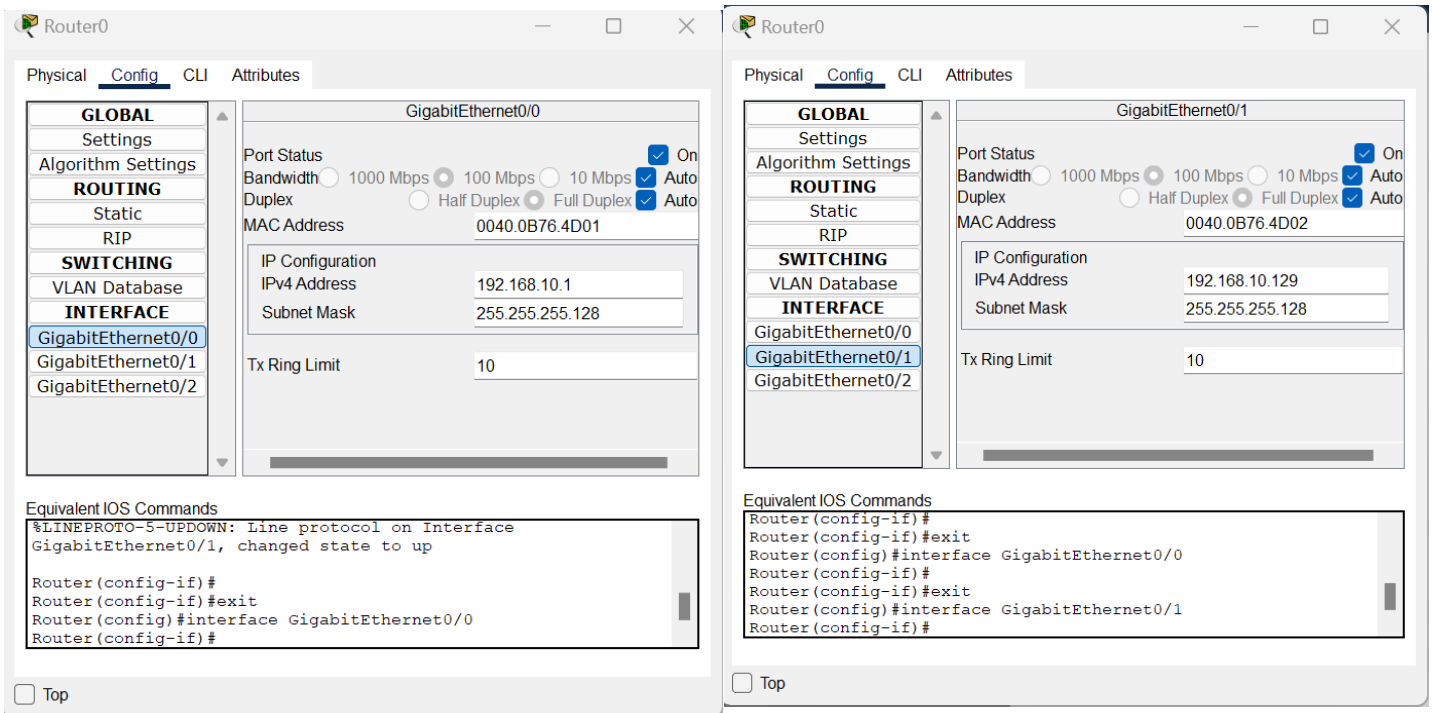 Router0
Physical Config CLI Attributes
GLOBAL
Settings
Algorithm Settings
ROUTING
Static
RIP
SWITCHING
VLAN Database
INTERFACE
GigabitEthernet0/0
GigabitEthernet0/1
GigabitEthernet0/2
GigabitEthernet0/0
Port Status On
Bandwidth 1000 Mbps 100 Mbps 10 Mbps Auto
Duplex Half Duplex Full Duplex Auto
MAC Address 0040.0B76.4D01
IP Configuration
IPv4 Address 192.168.10.1
Subnet Mask 255.255.255.128
Tx Ring Limit 10
Equivalent IOS Commands
%LINEPROTO-5-UPDOWN: Line protocol on Interface
GigabitEthernet0/1, changed state to up
Router(config-if)#
Router(config-if)#exit
Router(config)#interface GigabitEthernet0/0
Router(config-if)#
Top
Router0
Physical Config CLI Attributes
GLOBAL
Settings
Algorithm Settings
ROUTING
Static
RIP
SWITCHING
VLAN Database
INTERFACE
GigabitEthernet0/0
GigabitEthernet0/1
GigabitEthernet0/2
GigabitEthernet0/1
Port Status On
Bandwidth 1000 Mbps 100 Mbps 10 Mbps Auto
Duplex Half Duplex Full Duplex Auto
MAC Address 0040.0B76.4D02
IP Configuration
IPv4 Address 192.168.10.129
Subnet Mask 255.255.255.128
Tx Ring Limit 10
Equivalent IOS Commands
Router(config-if)#
Router(config-if)#exit
Router(config)#interface GigabitEthernet0/0
Router(config-if)#
Router(config-if)#exit
Router(config)#interface GigabitEthernet0/1
Router(config-if)#
Top